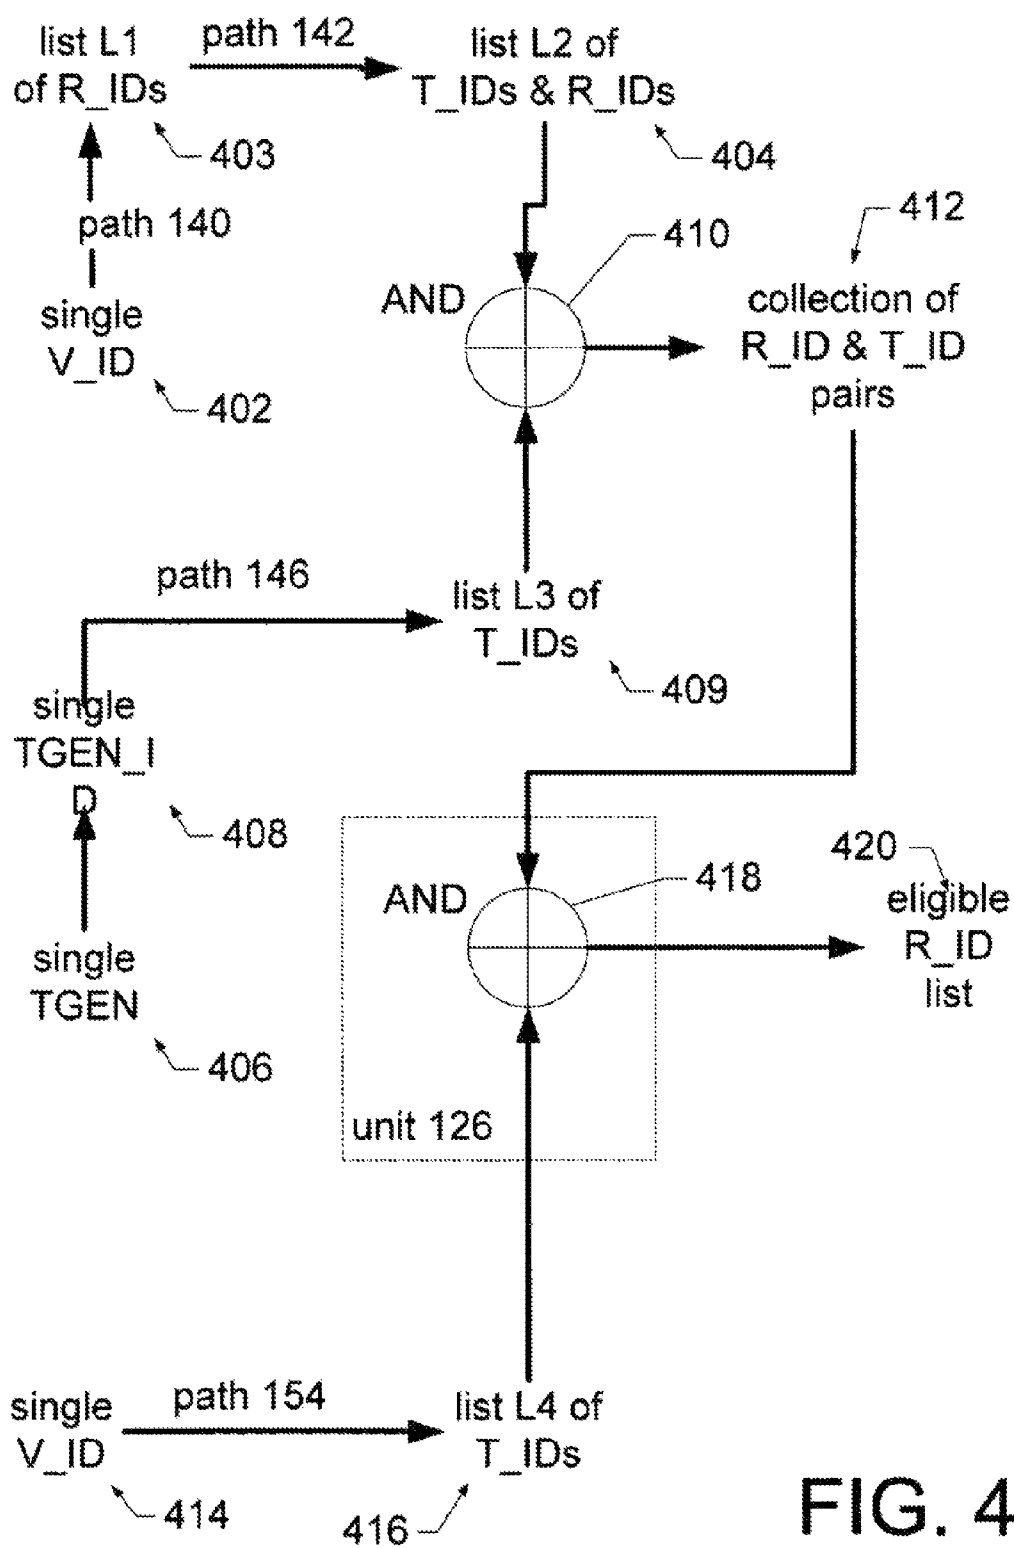 list L1
of R_IDs
path 142
list L2 of
T_IDs & R_IDs
403
404
path 140
412
410
single
V_ID
AND
collection of
R_ID & T_ID
pairs
402
path 146
list L3 of
T_IDs
409
single
TGEN_I
D
408
418
420
AND
eligible
R_ID
list
single
TGEN
406
unit 126
single
V_ID
path 154
list L4 of
T_IDs
414
416
FIG. 4